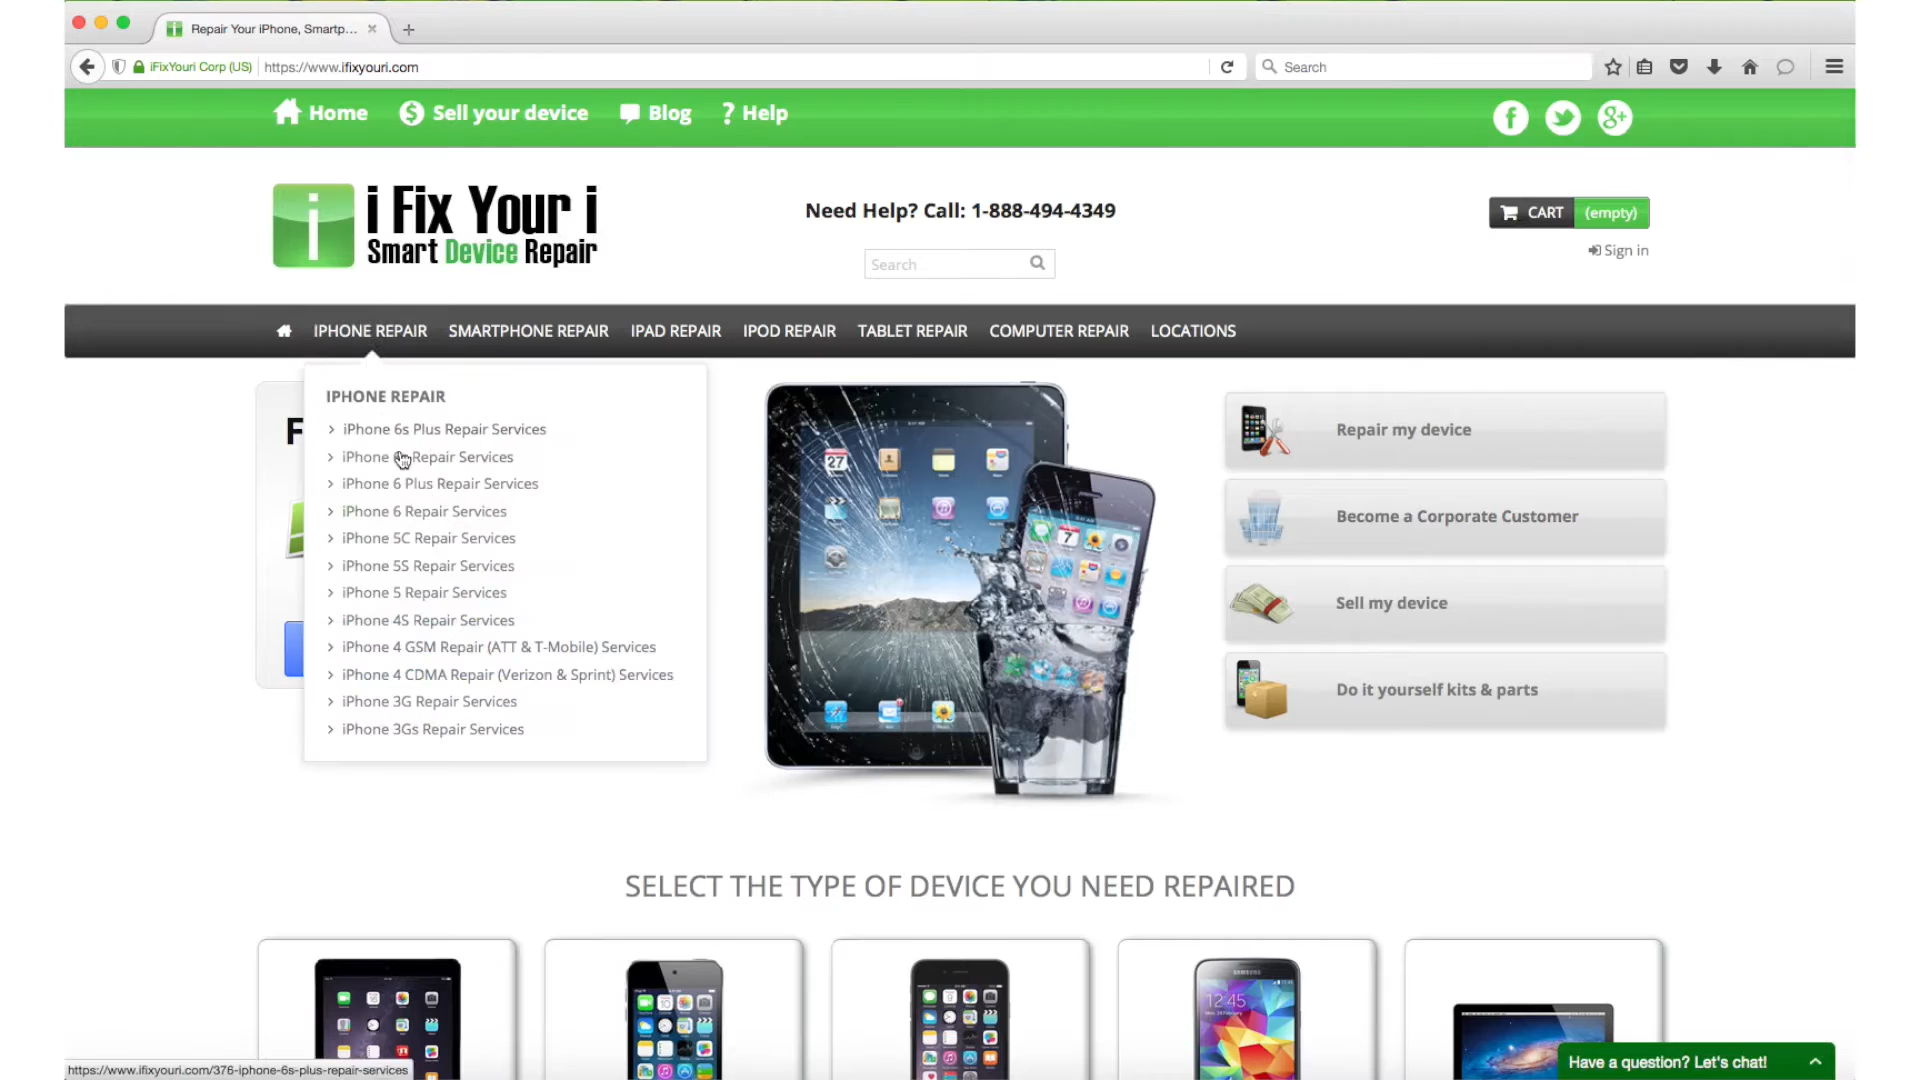 Repair Your iPhone, Smartp...
iFixYouri Corp (US)
https://www.ifixyouri.com
Search
Home
Sell your device
Blog
? Help
i Fix Your i
Smart Device Repair
Need Help? Call: 1-888-494-4349
Search
CART (empty)
Sign in
IPHONE REPAIR
SMARTPHONE REPAIR
IPAD REPAIR
IPOD REPAIR
TABLET REPAIR
COMPUTER REPAIR
LOCATIONS
F
IPHONE REPAIR
iPhone 6s Plus Repair Services
iPhone Repair Services
iPhone 6 Plus Repair Services
iPhone 6 Repair Services
iPhone 5C Repair Services
iPhone 5S Repair Services
iPhone 5 Repair Services
iPhone 4S Repair Services
iPhone 4 GSM Repair (ATT & T-Mobile) Services
iPhone 4 CDMA Repair (Verizon & Sprint) Services
iPhone 3G Repair Services
iPhone 3Gs Repair Services
27
7
Repair my device
Become a Corporate Customer
Sell my device
Do it yourself kits & parts
SELECT THE TYPE OF DEVICE YOU NEED REPAIRED
SAMSUNG
12:45
https://www.ifixyouri.com/376-iphone-6s-plus-repair-services
Have a question? Let's chat!